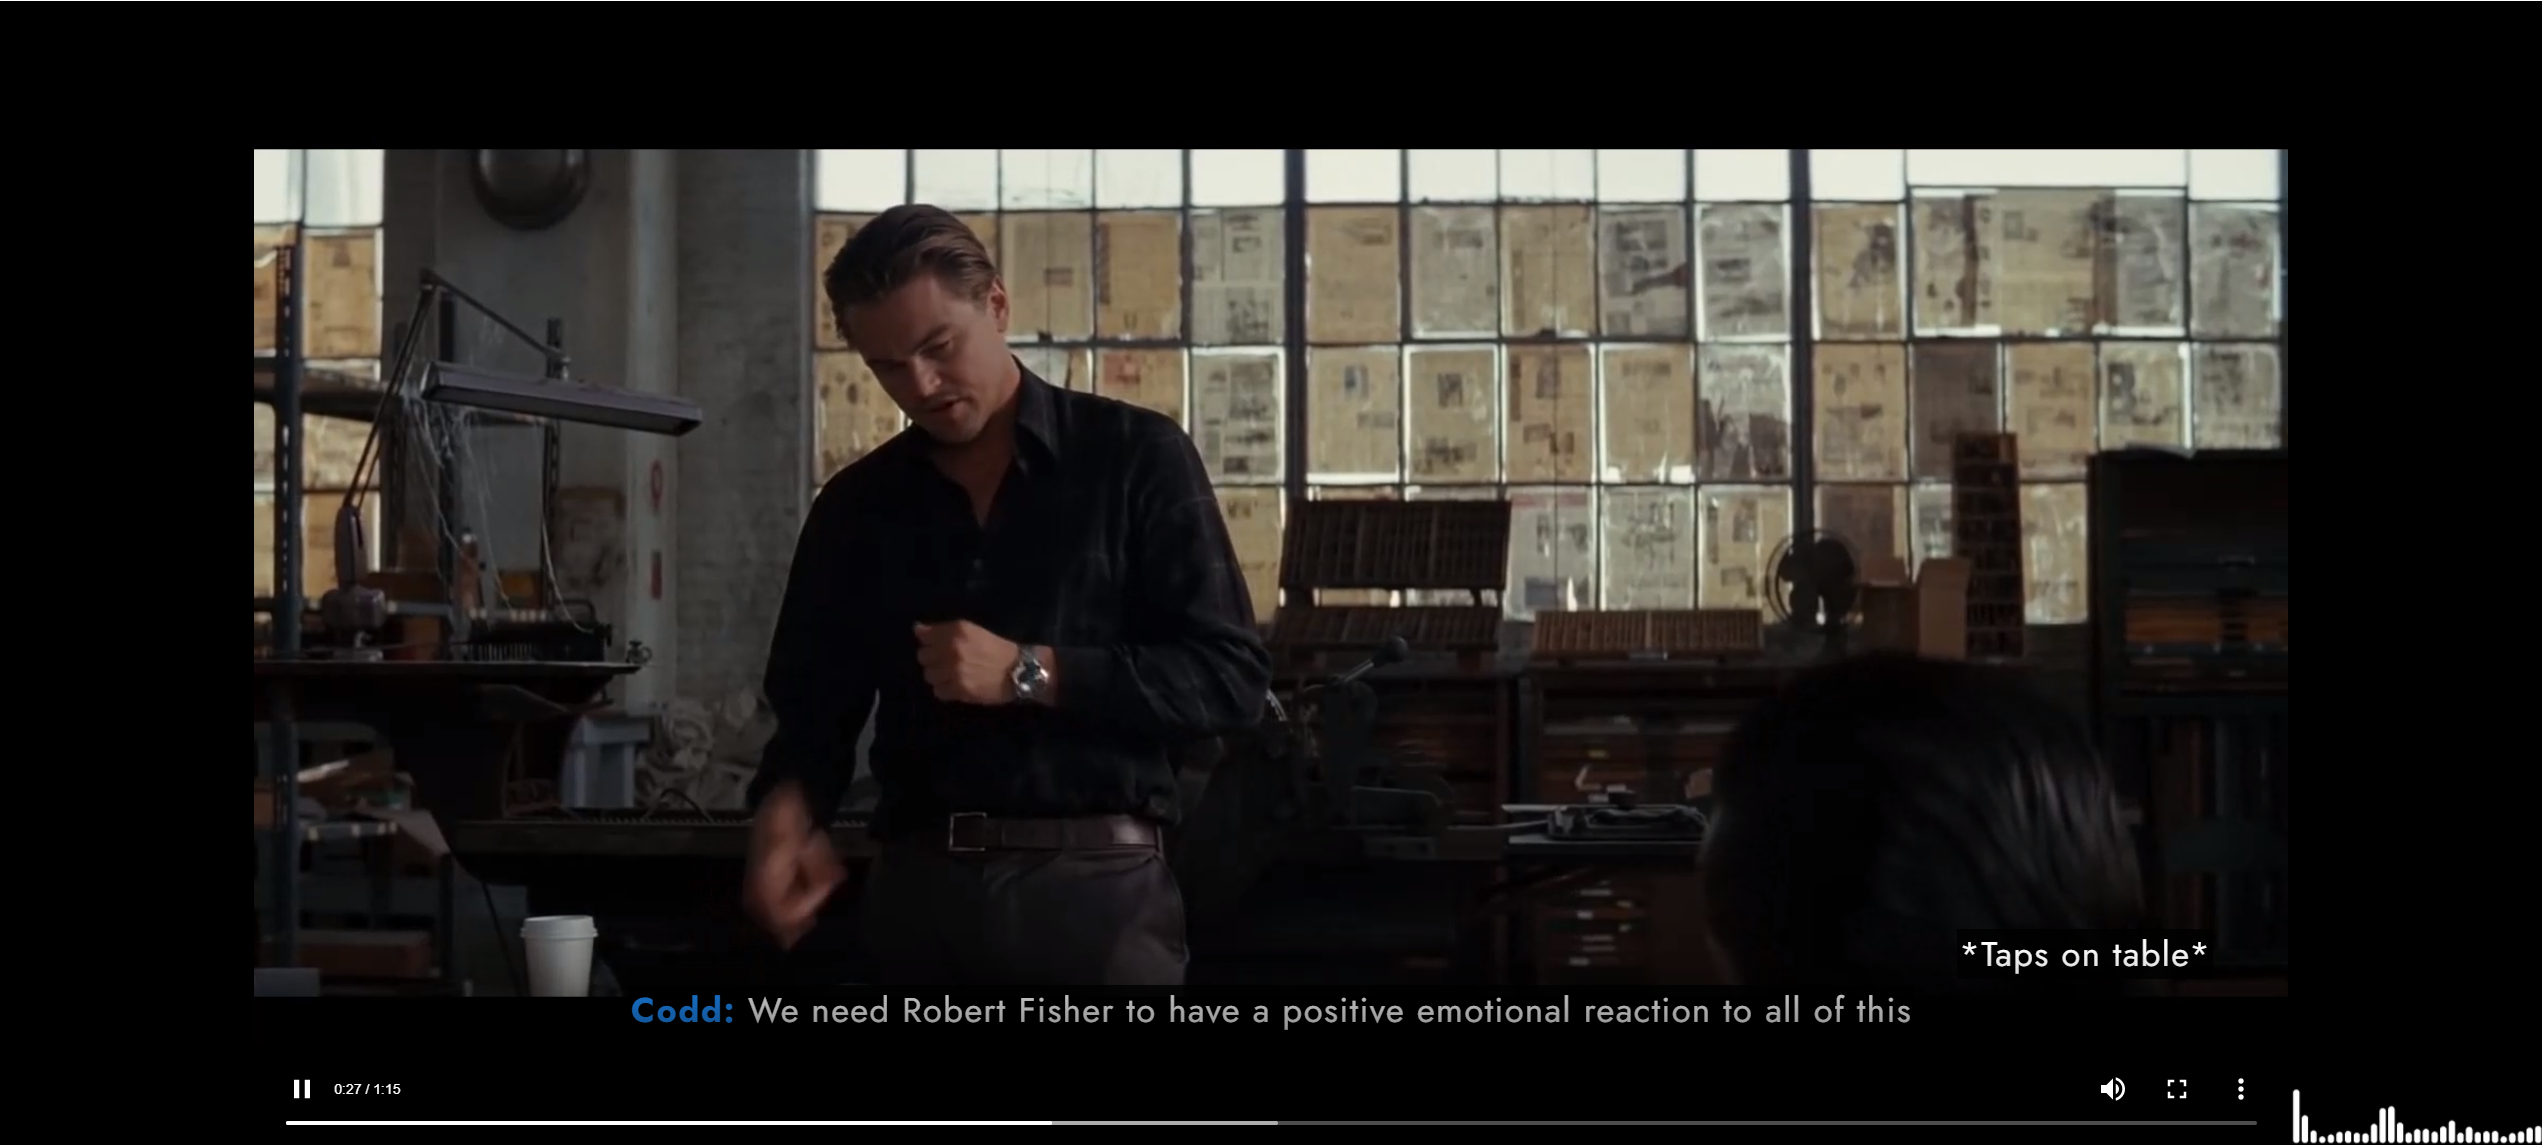 *Taps on table*
Codd: We need Robert Fisher to have a positive emotional reaction to all of this
0:27 / 1:15